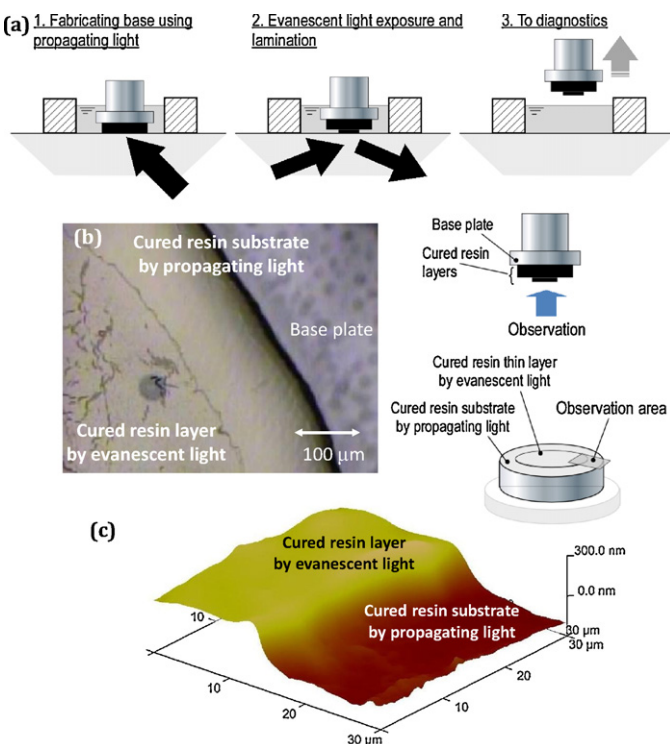 (a)
1. Fabricating base using
propagating light
2. Evanescent light exposure and
lamination
3. To diagnostics
(b)
Cured resin substrate
by propagating light
Base plate
Cured resin layer
by evanescent light
100 μm
Base plate
Cured resin
layers
Observation
Cured resin thin layer
by evanescent light
Cured resin substrate
by propagating light
Observation area
(c)
Cured resin layer
by evanescent light
Cured resin substrate
by propagating light
300.0 nm
0.0 nm
30 μm
30 μm
10
20
30 μm
10
20
10